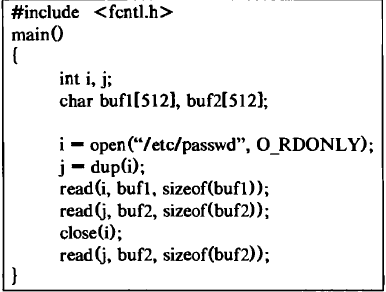 #include <fcntl.h>
main()
{
int i, j;
char buf1[512], buf2[512];
i = open("/etc/passwd", O_RDONLY);
j = dup(i);
read(i, buf1, sizeof(buf1));
read(j, buf2, sizeof(buf2));
close(i);
read(j, buf2, sizeof(buf2));
}